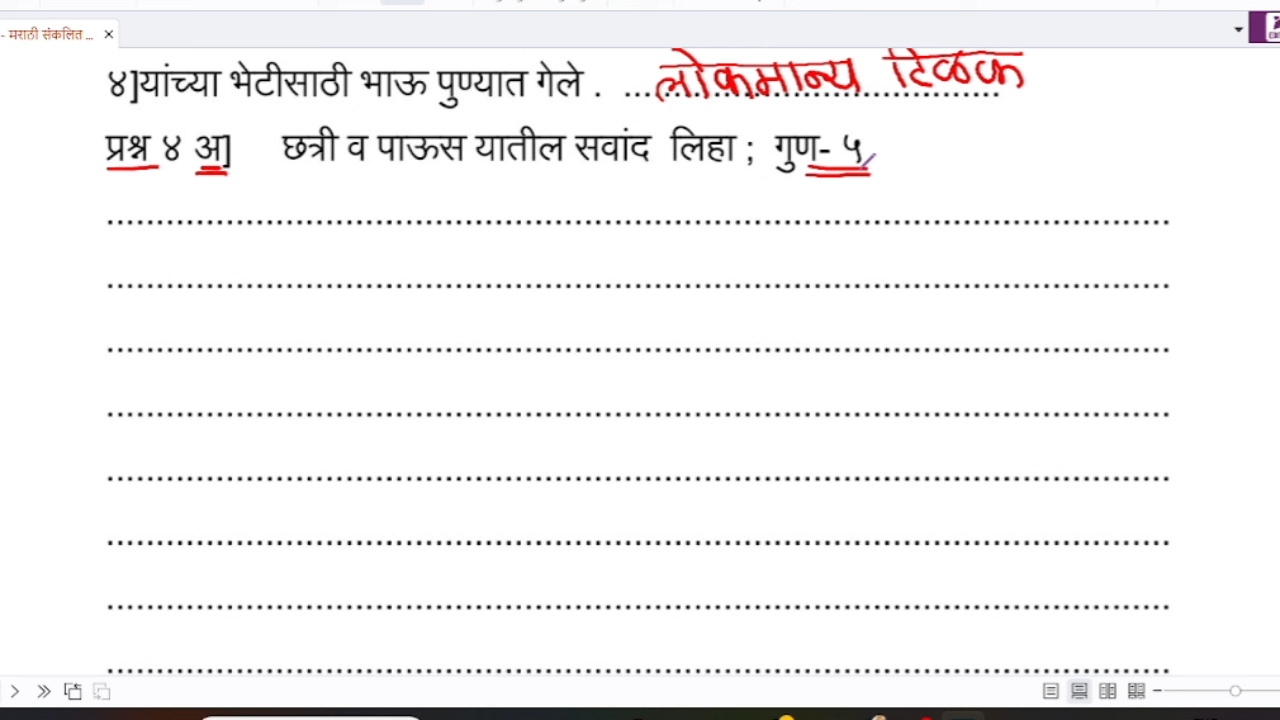 - मराठी संकलित ...
४]यांच्या भेटीसाठी भाऊ पुण्यात गेले . ...लोकमान्य टिळक
प्रश्न ४ अ] छत्री व पाऊस यातील सवांद लिहा ; गुण- ५